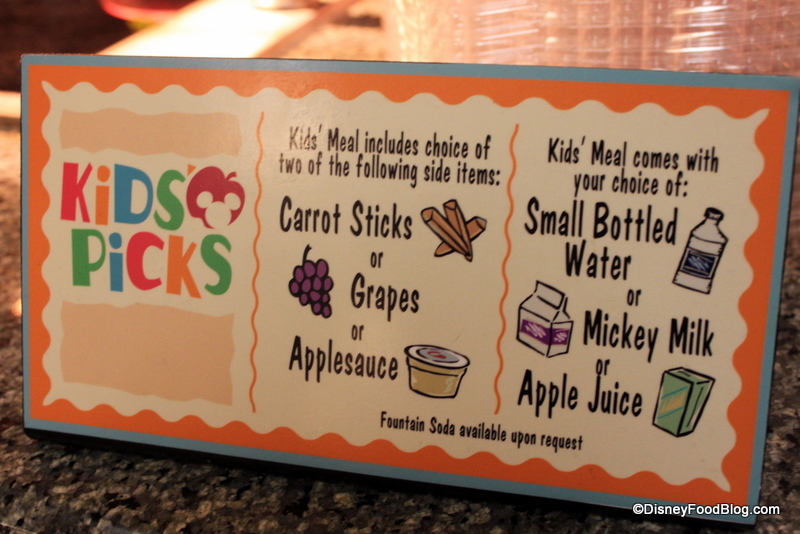 KiDS'
PiCKS
Kids' Meal includes choice of
two of the following side items:
Carrot Sticks
or
Grapes
or
Applesauce
Kids' Meal comes with
your choice of:
Small Bottled
Water
or
Mickey Milk
or
Apple Juice
Fountain Soda available upon request
©DisneyFoodBlog.com